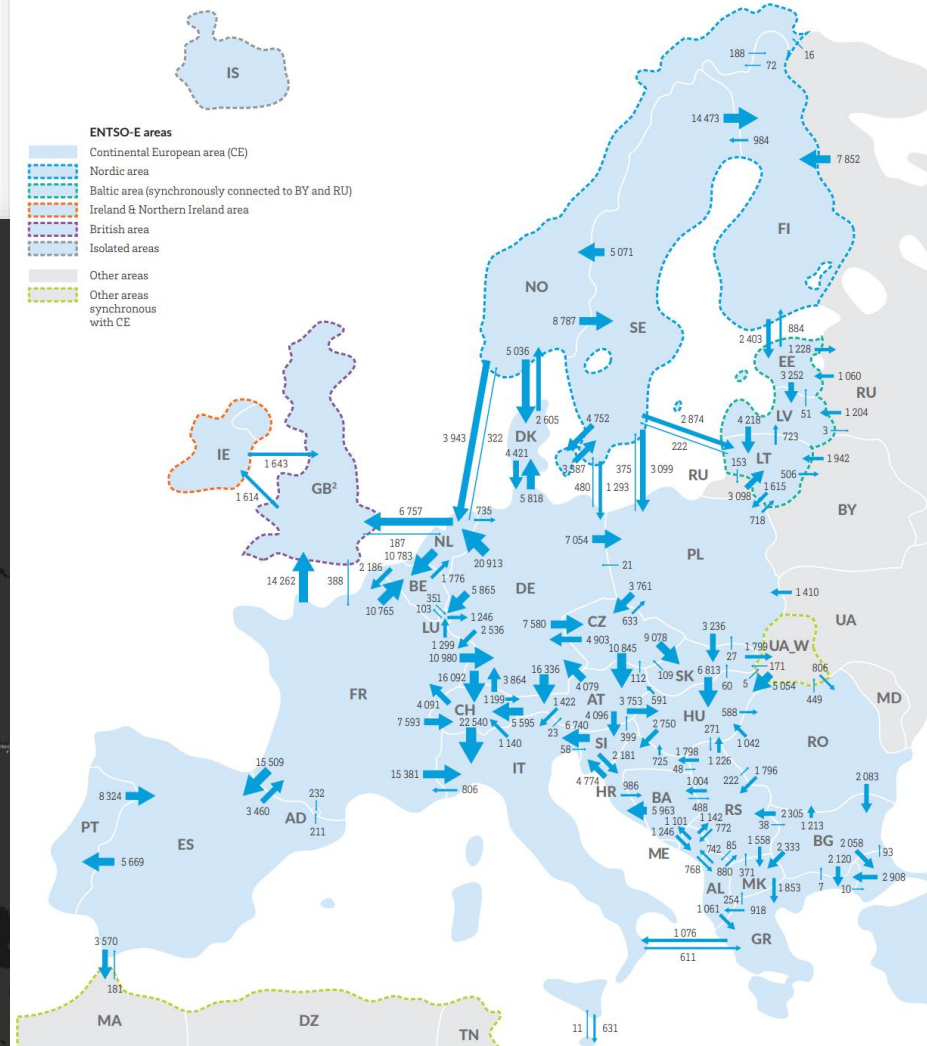 IS
ENTSO-E areas
Continental European area (CE)
Nordic area
Baltic area (synchronously connected to BY and RU)
Ireland & Northern Ireland area
British area
Isolated areas
Other areas
Other areas
synchronous
with CE
188
16
72
14 473
984
7 852
FI
5 071
NO
8 787
SE
884
2 403
1 228
EE
5 036
3 252
1 060
RU
2 605
4 752
2 874
LV
51
1 204
3 943
322
DK
4 218
723
3
IE
1 643
4 421
222
LT
3 587
375
3 099
RU
153
1 942
480
1 293
506
1 614
GB²
5 818
3 098
1 615
718
BY
6 757
735
187
NL
7 054
PL
10 783
20 913
14 262
388
2 186
21
BE
1 776
DE
10 765
351
5 865
3 761
1 410
103
1 246
7 580
CZ
633
UA
LU
2 536
4 903
9 078
3 236
1 299
10 845
1 799
UA_W
10 980
27
171
806
16 092
3 864
16 336
109
SK
6 813
5
5 054
MD
4 079
112
60
449
FR
4 091
1 199
AT
591
CH
1 422
3 753
HU
588
7 593
22 540
5 595
4 096
2 750
RO
23
6 740
399
271
1 140
SI
1 042
58
2 181
725
1 798
1 226
15 509
15 381
IT
48
1 796
4 774
986
1 004
222
2 083
806
HR
BA
8 324
232
5 963
488
RS
2 305
3 460
AD
1 101
1 142
38
1 213
PT
211
1 246
772
BG
ES
742
85
1 558
2 333
2 058
93
5 669
ME
2 120
768
880
371
2 908
AL
MK
1 853
7
10
254
1 061
918
3 570
1 076
GR
611
181
MA
DZ
TN
11
631